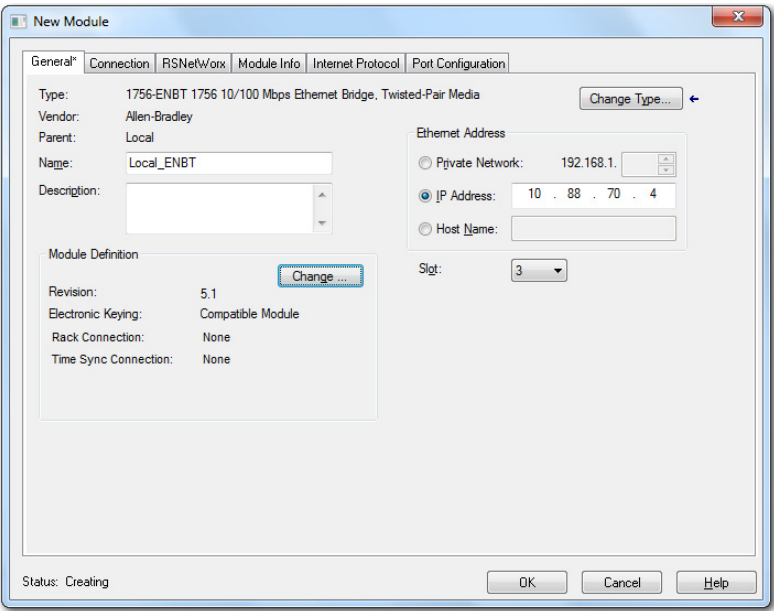 New Module
General* Connection RSNetWorx Module Info Internet Protocol Port Configuration
Type: 1756-ENBT 1756 10/100 Mbps Ethernet Bridge, Twisted-Pair Media
Change Type...
Vendor: Allen-Bradley
Parent: Local
Name: Local_ENBT
Description:
Ethernet Address
Private Network: 192.168.1.
IP Address: 10 . 88 . 70 . 4
Host Name:
Slot: 3
Module Definition
Change ...
Revision: 5.1
Electronic Keying: Compatible Module
Rack Connection: None
Time Sync Connection: None
Status: Creating
OK Cancel Help